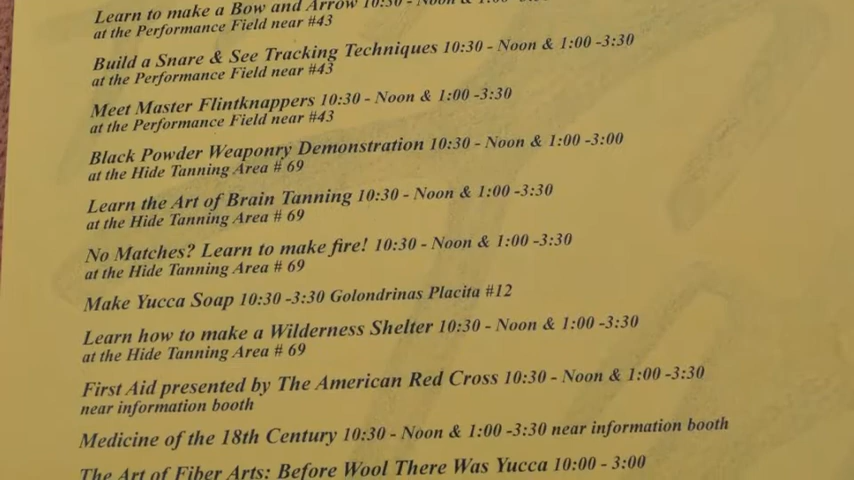 Learn to make a Bow and Arrow 10:30 - Noon & 1:00
at the Performance Field near #43
Build a Snare & See Tracking Techniques 10:30 - Noon & 1:00 -3:30
at the Performance Field near #43
Meet Master Flintknappers 10:30 - Noon & 1:00 -3:30
at the Performance Field near #43
Black Powder Weaponry Demonstration 10:30 - Noon & 1:00 -3:00
at the Hide Tanning Area # 69
Learn the Art of Brain Tanning 10:30 - Noon & 1:00 -3:30
at the Hide Tanning Area # 69
No Matches? Learn to make fire! 10:30 - Noon & 1:00 -3:30
at the Hide Tanning Area # 69
Make Yucca Soap 10:30 -3:30 Golondrinas Placita #12
Learn how to make a Wilderness Shelter 10:30 - Noon & 1:00 -3:30
at the Hide Tanning Area # 69
First Aid presented by The American Red Cross 10:30 - Noon & 1:00 -3:30
near information booth
Medicine of the 18th Century 10:30 - Noon & 1:00 -3:30 near information booth
The Art of Fiber Arts: Before Wool There Was Yucca 10:00 - 3:00